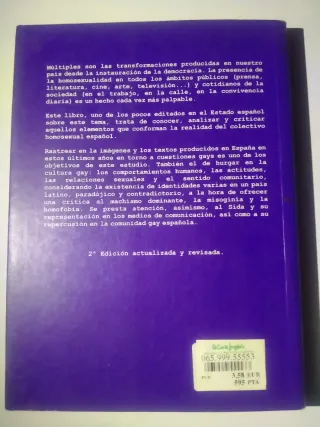 Múltiples son las transformaciones producidas en nuestro
país desde la instauración de la democracia. La presencia de
la homosexualidad en todos los ámbitos públicos (prensa,
literatura, cine, arte, televisión...) y cotidianos de la
sociedad (en el trabajo, en la calle, en la convivencia
diaria) es un hecho cada vez más palpable.
Este libro, uno de los pocos editados en el Estado español
sobre este tema, trata de conocer, analizar y criticar
aquellos elementos que conforman la realidad del colectivo
homosexual español.
Rastrear en la imágenes y los textos producidos en España en
estos últimos años en torno a cuestiones gays es uno de los
objetivos de este estudio. También el de hurgar en la
cultura gay: los comportamientos humanos, las actitudes,
las relaciones sexuales y el sentido comunitario,
considerando la existencia de identidades varias en un país
latino, paradójico y contradictorio, a la hora de ofrecer
una crítica al machismo dominante, la misoginia y la
homofobia. Se presta atención, asimismo, al Sida y su
representación en los medios de comunicación, así como a su
repercusión en la comunidad gay española.
2ª Edición actualizada y revisada.
El Corte Inglés
065.999.55553
PVP 3,58 EUR
595 PTA